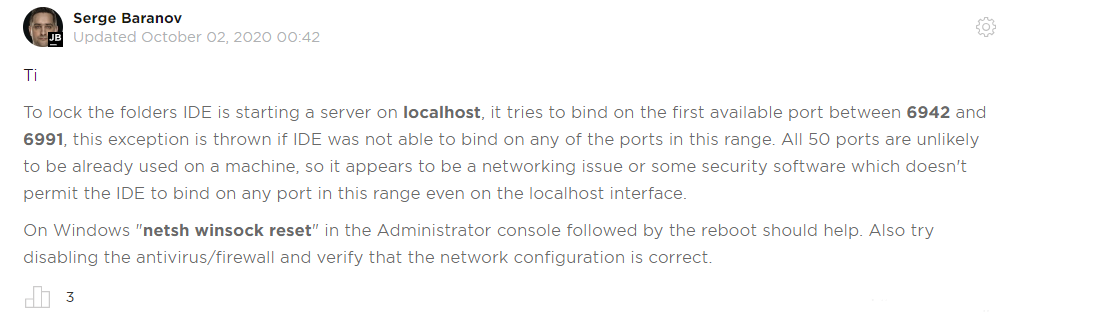 Serge Baranov
JB
Updated October 02, 2020 00:42
Ti
To lock the folders IDE is starting a server on localhost, it tries to bind on the first available port between 6942 and
6991, this exception is thrown if IDE was not able to bind on any of the ports in this range. All 50 ports are unlikely
to be already used on a machine, so it appears to be a networking issue or some security software which doesn't
permit the IDE to bind on any port in this range even on the localhost interface.
On Windows "netsh winsock reset" in the Administrator console followed by the reboot should help. Also try
disabling the antivirus/firewall and verify that the network configuration is correct.
3